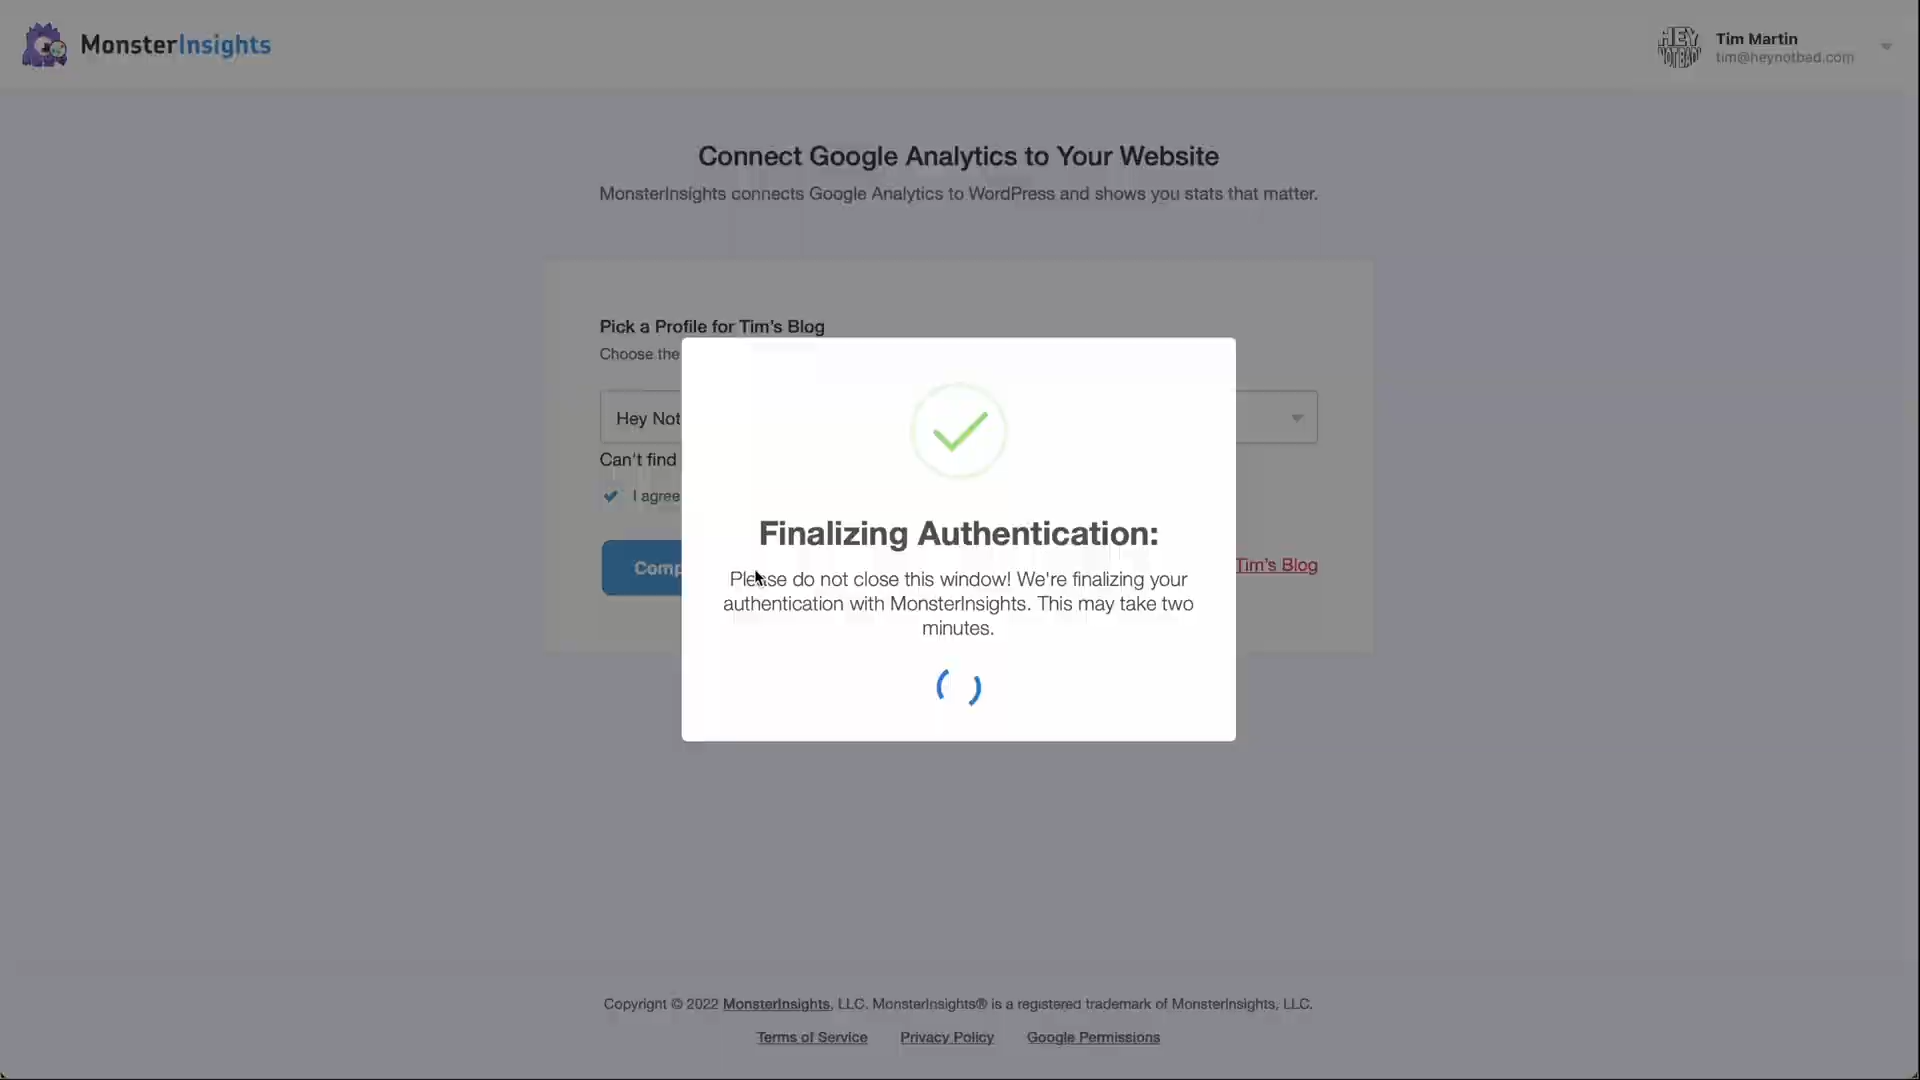 MonsterInsights
HEY
NOT BAD
Tim Martin
tim@heynotbad.com
Connect Google Analytics to Your Website
MonsterInsights connects Google Analytics to WordPress and shows you stats that matter.
Pick a Profile for Tim's Blog
Choose the
Hey Not
Can't find
I agree
Comp
Tim's Blog
Finalizing Authentication:
Please do not close this window! We're finalizing your
authentication with MonsterInsights. This may take two
minutes.
Copyright © 2022 MonsterInsights, LLC. MonsterInsights® is a registered trademark of MonsterInsights, LLC.
Terms of Service Privacy Policy Google Permissions